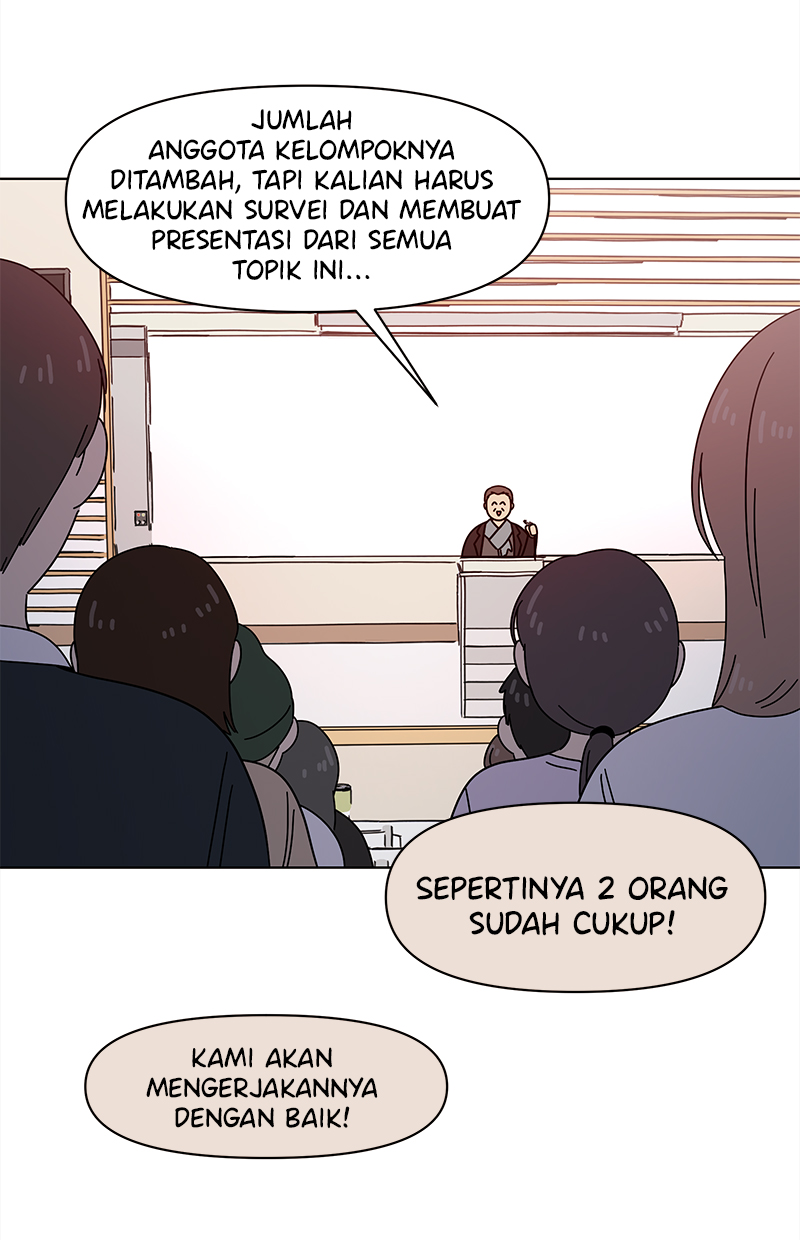 JUMLAH
ANGGOTA KELOMPOKNYA
DITAMBAH, TAPI KALIAN HARUS
MELAKUKAN SURVEI DAN MEMBUAT
PRESENTASI DARI SEMUA
TOPIK INI...
SEPERTINYA 2 ORANG
SUDAH CUKUP!
KAMI AKAN
MENGERJAKANNYA
DENGAN BAIK!